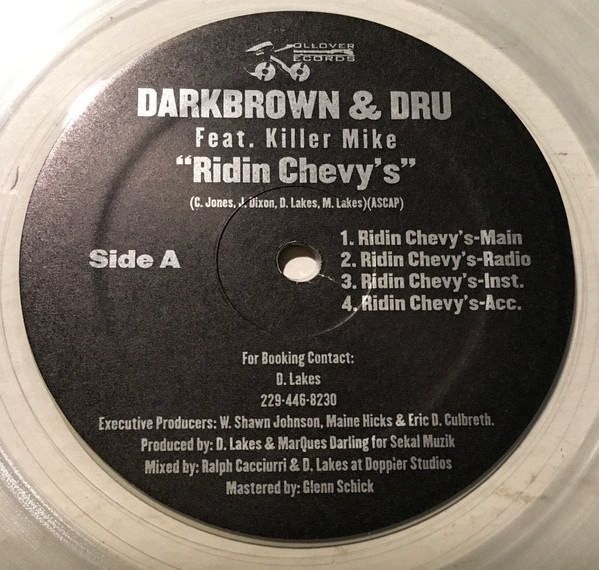 ROLLOVER
RECORDS
DARKBROWN & DRU
Feat. Killer Mike
"Ridin Chevy's"
(C. Jones, J. Dixon, D. Lakes, M. Lakes)(ASCAP)
Side A
1. Ridin Chevy's-Main
2. Ridin Chevy's-Radio
3. Ridin Chevy's-Inst.
4. Ridin Chevy's-Acc.
For Booking Contact:
D. Lakes
229-446-8230
Executive Producers: W. Shawn Johnson, Maine Hicks & Eric D. Culbreth.
Produced by: D. Lakes & MarQues Darling for Sekal Muzik
Mixed by: Ralph Cacciurri & D. Lakes at Doppier Studios
Mastered by: Glenn Schick